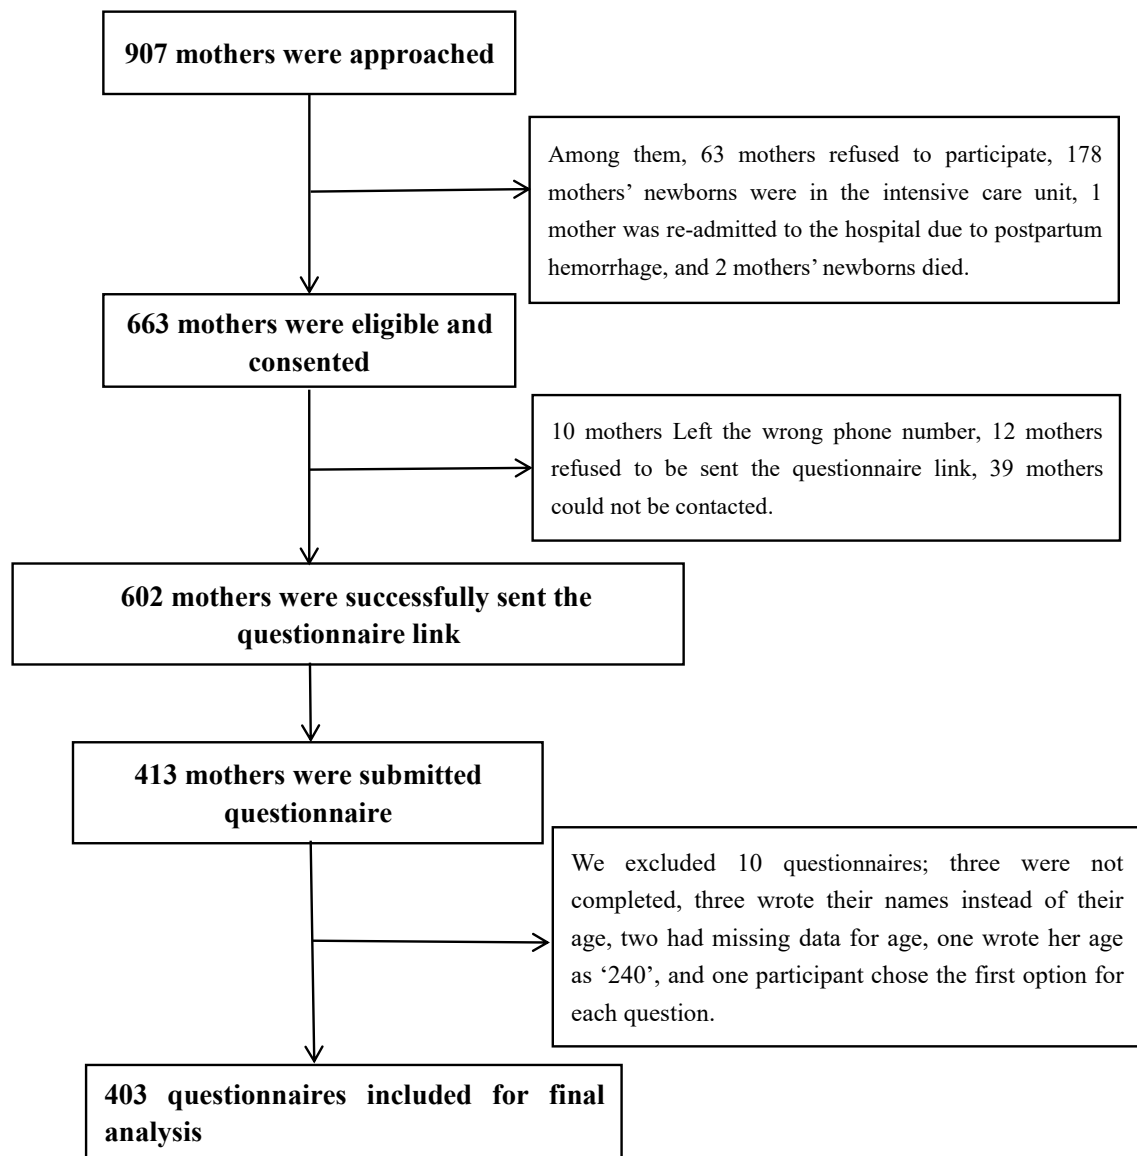 907 mothers were approached
Among them, 63 mothers refused to participate, 178
mothers’ newborns were in the intensive care unit, 1
mother was re-admitted to the hospital due to postpartum
hemorrhage, and 2 mothers’ newborns died.
663 mothers were eligible and
consented
10 mothers Left the wrong phone number, 12 mothers
refused to be sent the questionnaire link, 39 mothers
could not be contacted.
602 mothers were successfully sent the
questionnaire link
413 mothers were submitted
questionnaire
We excluded 10 questionnaires; three were not
completed, three wrote their names instead of their
age, two had missing data for age, one wrote her age
as ‘240’, and one participant chose the first option for
each question.
403 questionnaires included for final
analysis